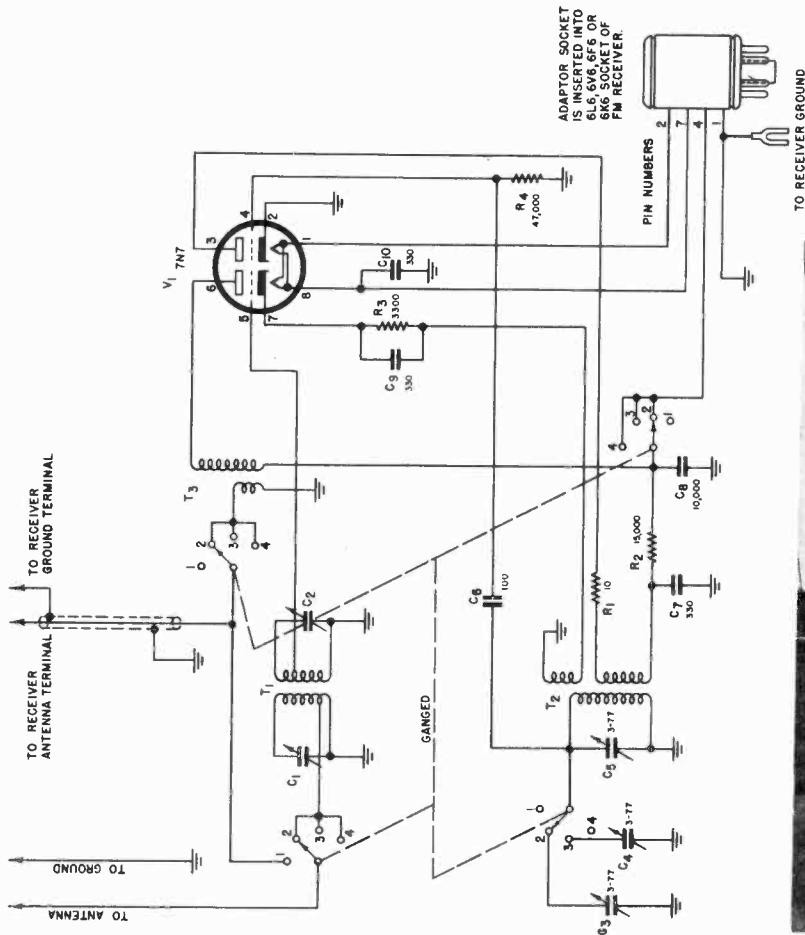 TO RECEIVER
ANTENNA TERMINAL
TO RECEIVER
GROUND TERMINAL
TO GROUND
TO ANTENNA
ADAPTOR SOCKET
IS INSERTED INTO
6L6, 6V6, 6F6 OR
6K6 SOCKET OF
FM RECEIVER.
PIN NUMBERS
2
7
4
1
TO RECEIVER GROUND
V1 7N7
6
3
5
4
7
2
8
1
C10
330
R3
3300
C9
330
R4
47,000
T3
1
2
3
4
C2
T1
C1
1
2
3
4
GANGED
C6
100
R1
10
R2
15,000
C8
10,000
C7
330
4
3
2
1
T2
C5
3-77
1
2
3
4
C4
3-77
3-77